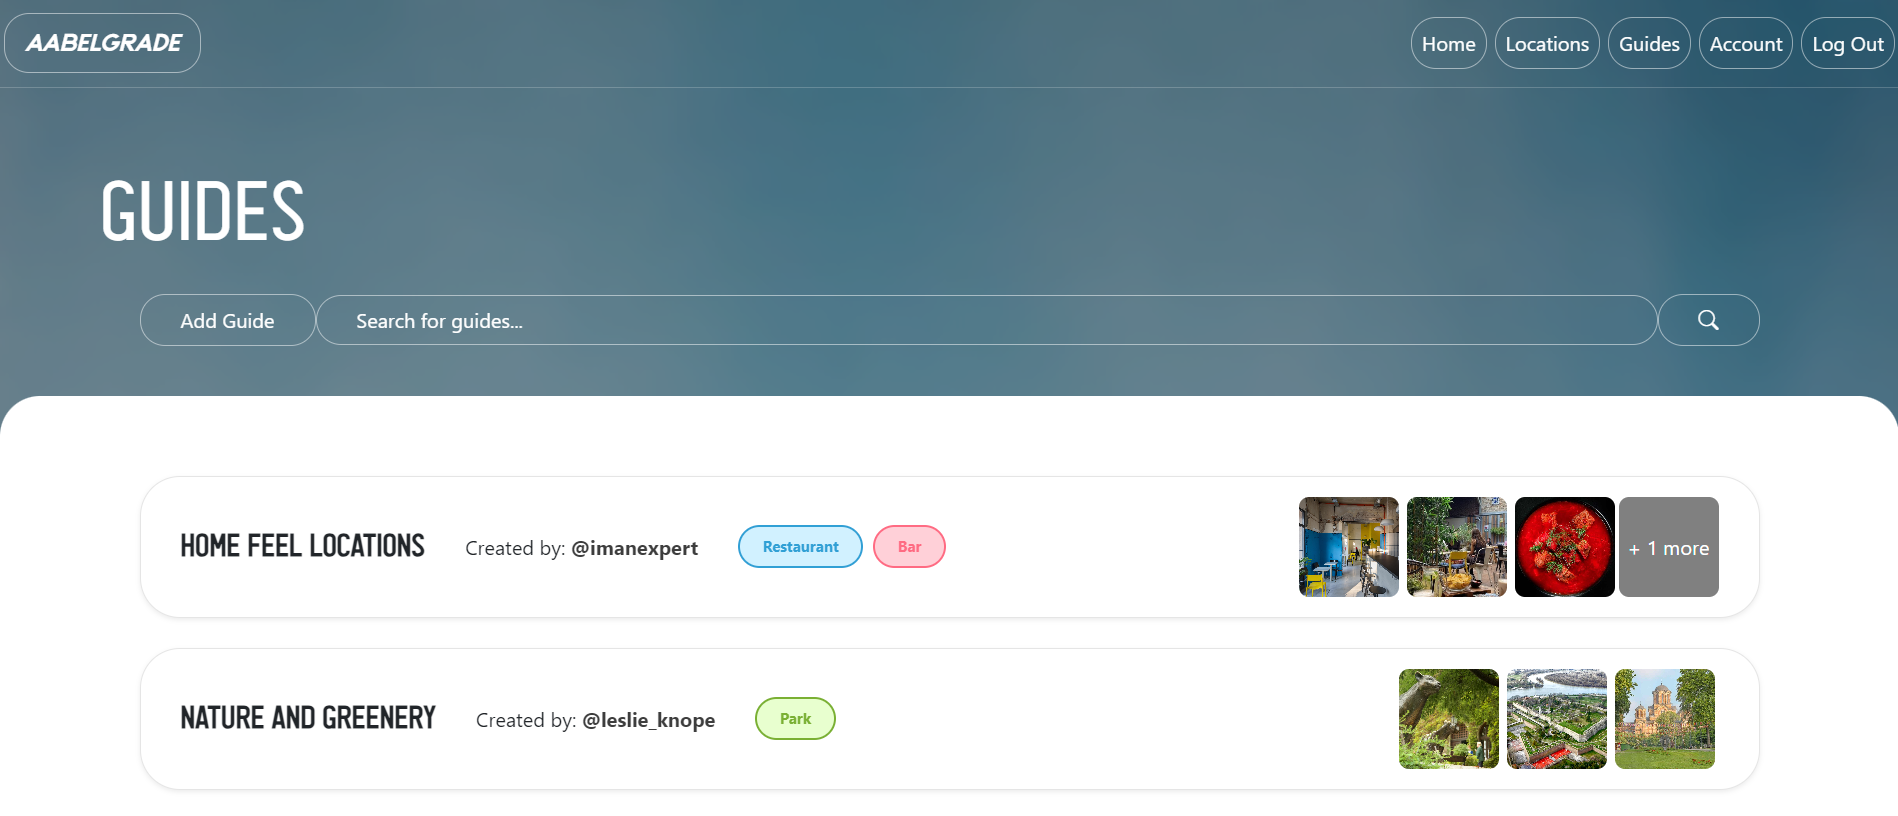 AABELGRADE
Home Locations Guides Account Log Out
GUIDES
Add Guide Search for guides...
HOME FEEL LOCATIONS Created by: @imanexpert Restaurant Bar + 1 more
NATURE AND GREENERY Created by: @leslie_knope Park